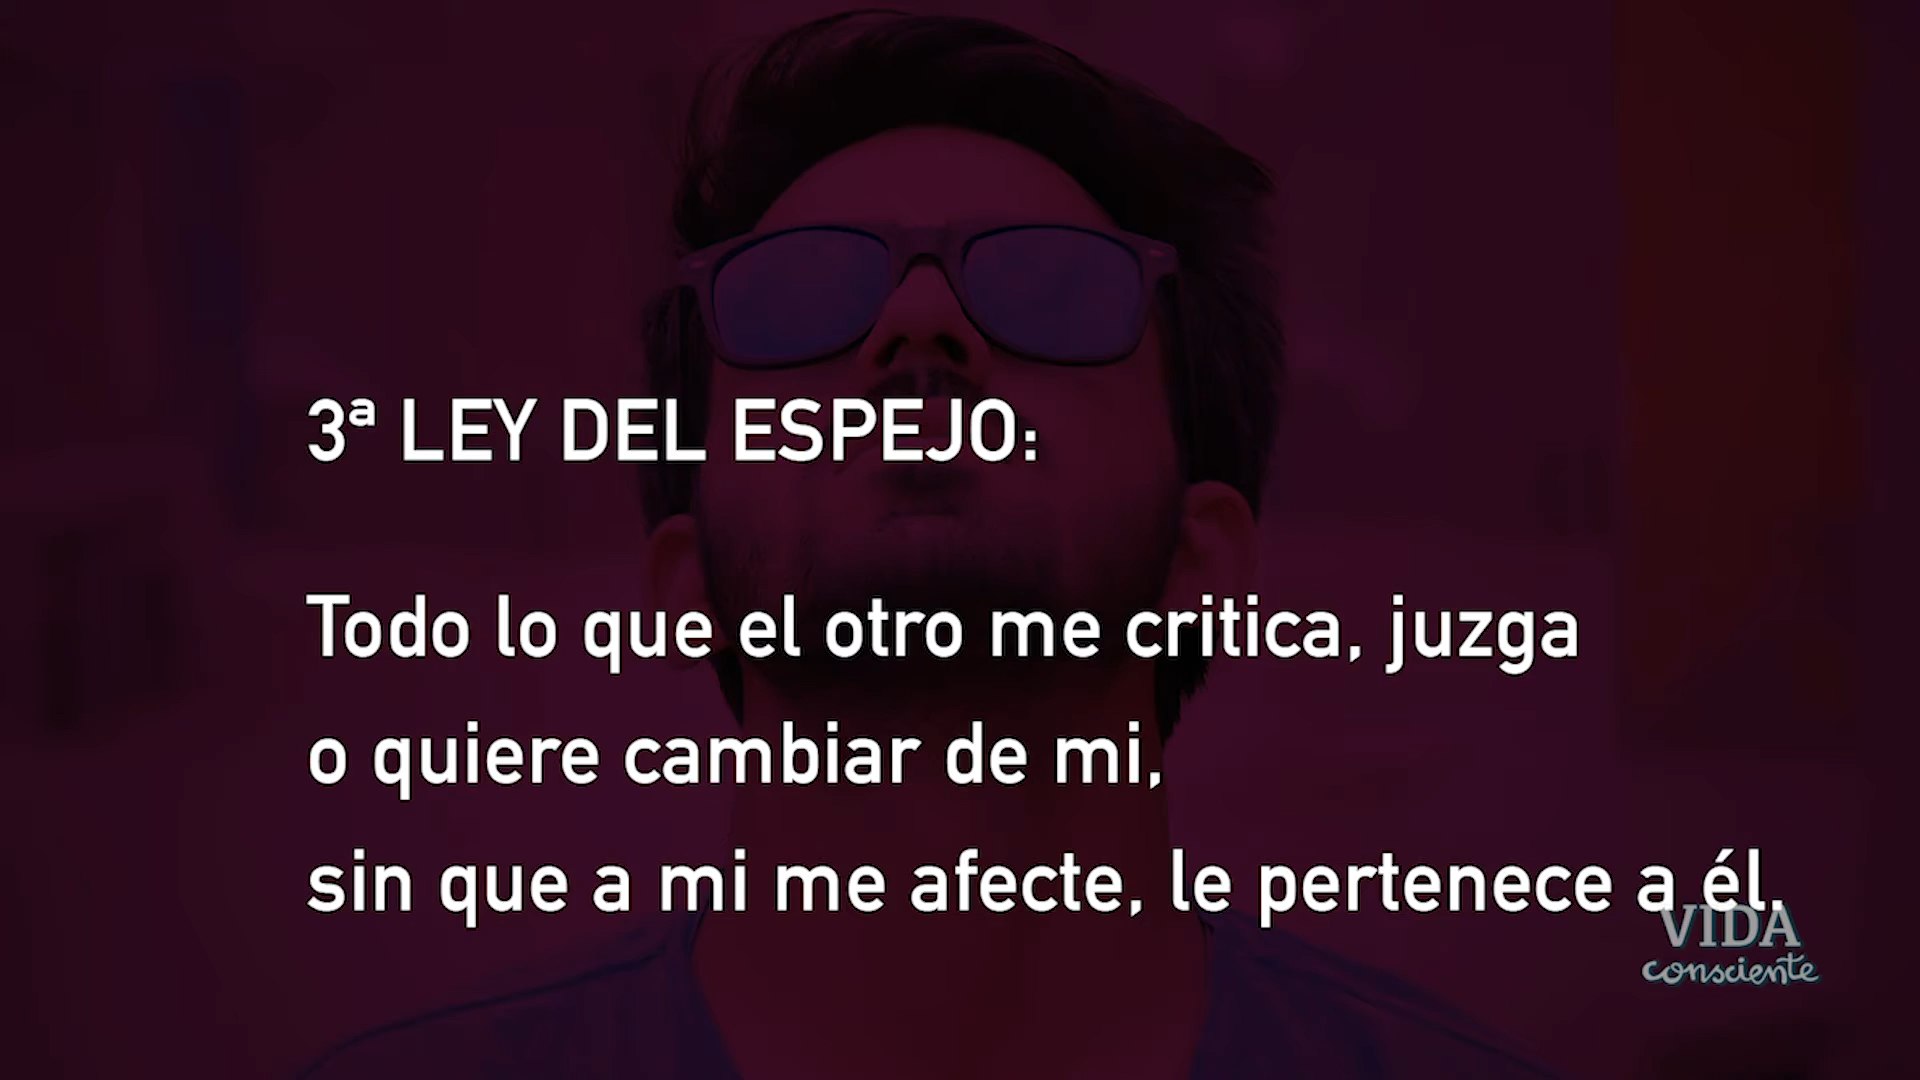 3ª LEY DEL ESPEJO:
Todo lo que el otro me critica, juzga
o quiere cambiar de mi,
sin que a mi me afecte, le pertenece a él.
VIDA
consciente